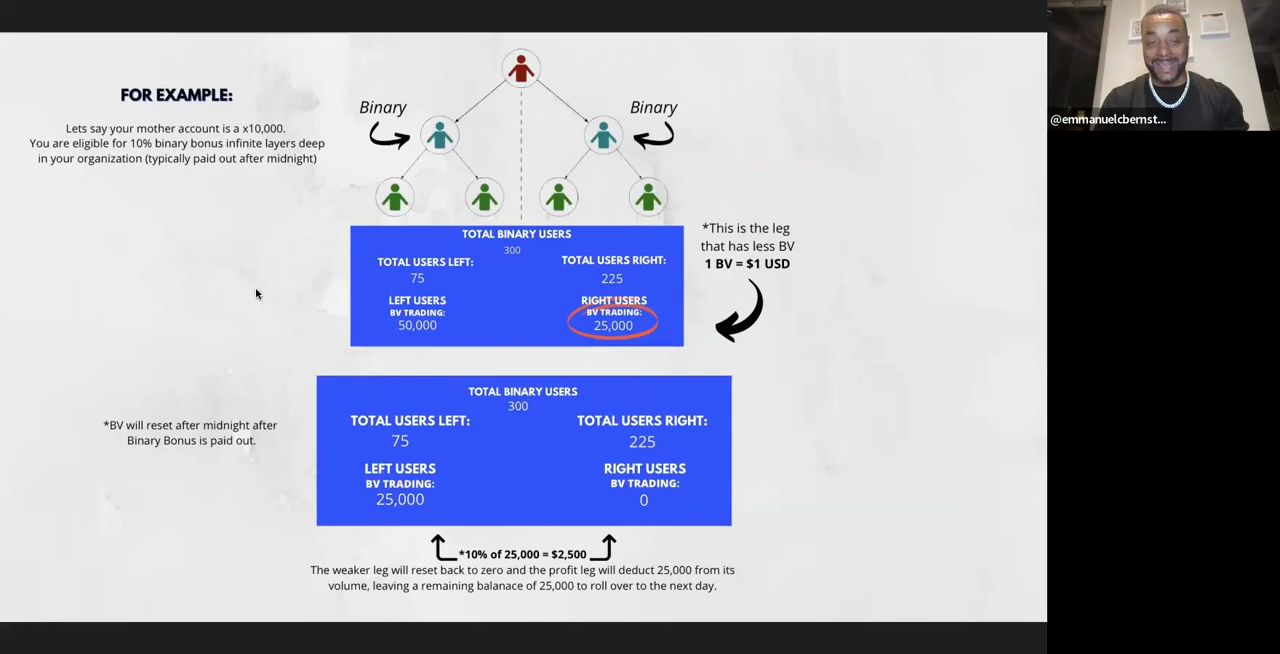 FOR EXAMPLE:
Lets say your mother account is a x10,000.
You are eligible for 10% binary bonus infinite layers deep
in your organization (typically paid out after midnight)
Binary
Binary
TOTAL BINARY USERS
300
TOTAL USERS LEFT:
75
TOTAL USERS RIGHT:
225
LEFT USERS
BV TRADING:
50,000
RIGHT USERS
BV TRADING:
25,000
*This is the leg
that has less BV
1 BV = $1 USD
*BV will reset after midnight after
Binary Bonus is paid out.
TOTAL BINARY USERS
300
TOTAL USERS LEFT:
75
TOTAL USERS RIGHT:
225
LEFT USERS
BV TRADING:
25,000
RIGHT USERS
BV TRADING:
0
*10% of 25,000 = $2,500
The weaker leg will reset back to zero and the profit leg will deduct 25,000 from its
volume, leaving a remaining balanace of 25,000 to roll over to the next day.
@emmanuelcbernst...